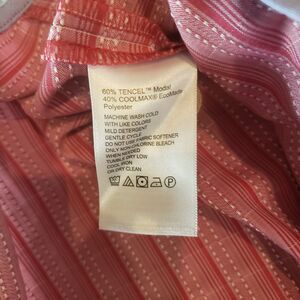 60% TENCEL™ Modal
40% COOLMAX® EcoMade
Polyester
MACHINE WASH COLD
WITH LIKE COLORS
MILD DETERGENT
GENTLE CYCLE
DO NOT USE FABRIC SOFTENER
ONLY NON-CHLORINE BLEACH
WHEN NEEDED
TUMBLE DRY LOW
COOL IRON
OR DRY CLEAN